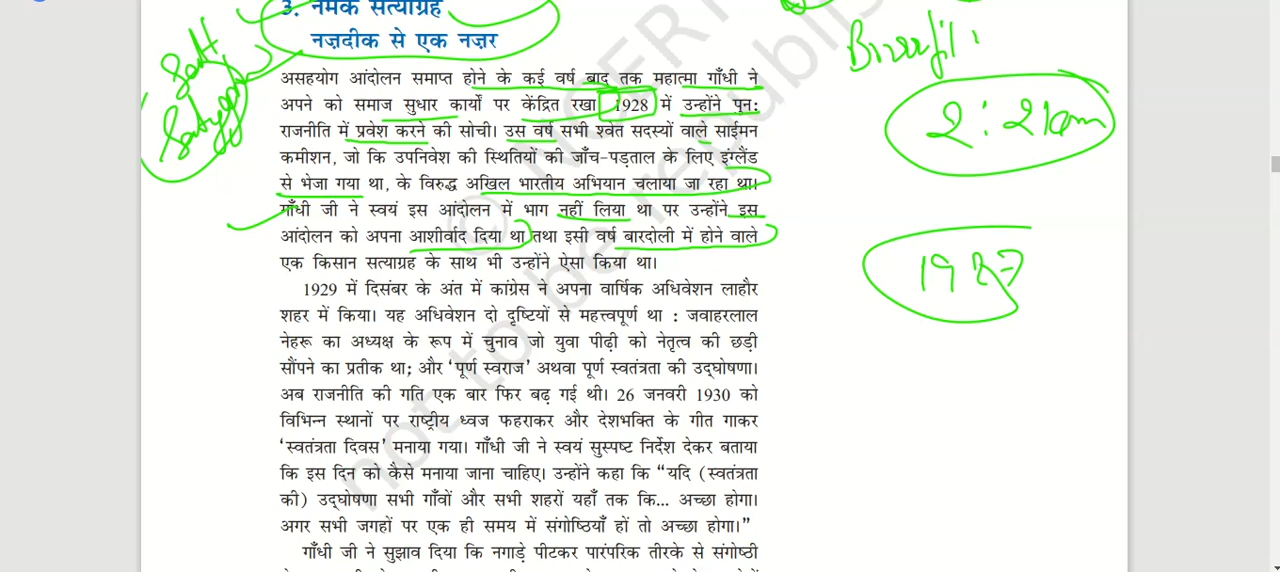 3. नमक सत्याग्रह
नज़दीक से एक नज़र
असहयोग आंदोलन समाप्त होने के कई वर्ष बाद तक महात्मा गाँधी ने
अपने को समाज सुधार कार्यों पर केंद्रित रखा 1928 में उन्होंने पुन:
राजनीति में प्रवेश करने की सोची। उस वर्ष सभी श्वेत सदस्यों वाले साईमन
कमीशन, जो कि उपनिवेश की स्थितियों की जाँच-पड़ताल के लिए इंग्लैंड
से भेजा गया था, के विरुद्ध अखिल भारतीय अभियान चलाया जा रहा था।
गाँधी जी ने स्वयं इस आंदोलन में भाग नहीं लिया था पर उन्होंने इस
आंदोलन को अपना आशीर्वाद दिया था तथा इसी वर्ष बारदोली में होने वाले
एक किसान सत्याग्रह के साथ भी उन्होंने ऐसा किया था।
1929 में दिसंबर के अंत में कांग्रेस ने अपना वार्षिक अधिवेशन लाहौर
शहर में किया। यह अधिवेशन दो दृष्टियों से महत्त्वपूर्ण था : जवाहरलाल
नेहरू का अध्यक्ष के रूप में चुनाव जो युवा पीढ़ी को नेतृत्व की छड़ी
सौंपने का प्रतीक था; और ‘पूर्ण स्वराज’ अथवा पूर्ण स्वतंत्रता की उद्घोषणा।
अब राजनीति की गति एक बार फिर बढ़ गई थी। 26 जनवरी 1930 को
विभिन्न स्थानों पर राष्ट्रीय ध्वज फहराकर और देशभक्ति के गीत गाकर
‘स्वतंत्रता दिवस’ मनाया गया। गाँधी जी ने स्वयं सुस्पष्ट निर्देश देकर बताया
कि इस दिन को कैसे मनाया जाना चाहिए। उन्होंने कहा कि “यदि (स्वतंत्रता
की) उद्घोषणा सभी गाँवों और सभी शहरों यहाँ तक कि... अच्छा होगा।
अगर सभी जगहों पर एक ही समय में संगोष्ठियाँ हों तो अच्छा होगा।”
गाँधी जी ने सुझाव दिया कि नगाड़े पीटकर पारंपरिक तीरके से संगोष्ठी
© NCERT
not to be republis
Salt
2:21am